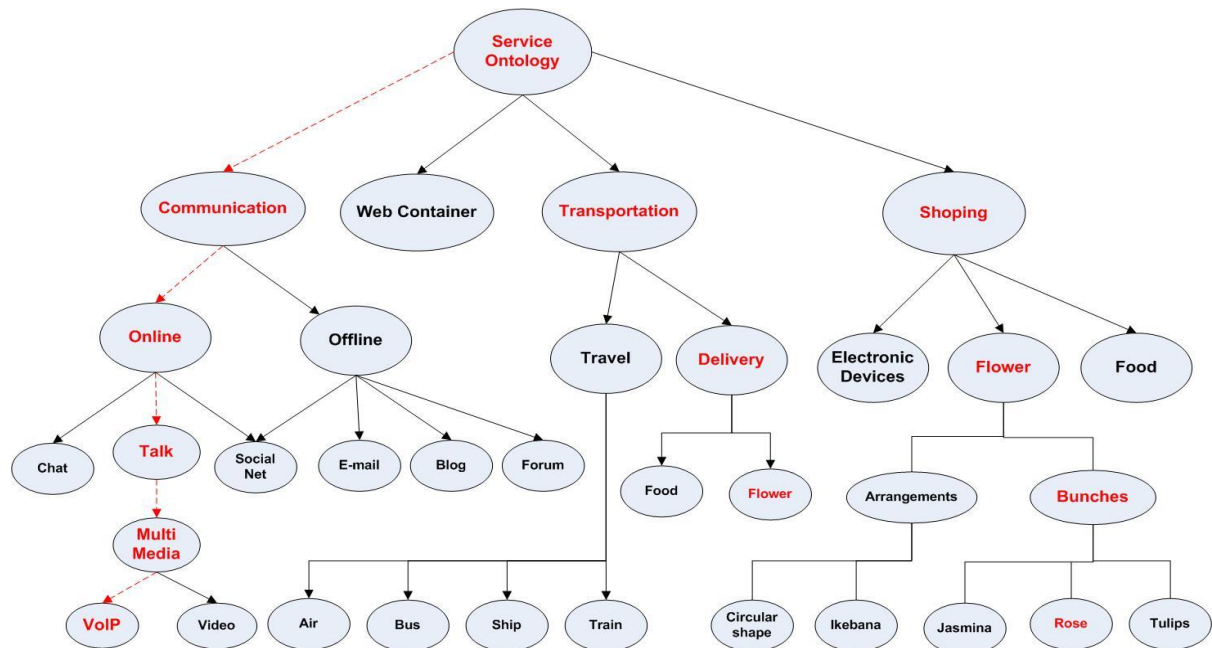 Service
Ontology
Communication
Web Container
Transportation
Shoping
Online
Offline
Travel
Delivery
Electronic
Devices
Flower
Food
Chat
Talk
Social
Net
E-mail
Blog
Forum
Food
Flower
Arrangements
Bunches
Multi
Media
VoIP
Video
Air
Bus
Ship
Train
Circular
shape
Ikebana
Jasmina
Rose
Tulips